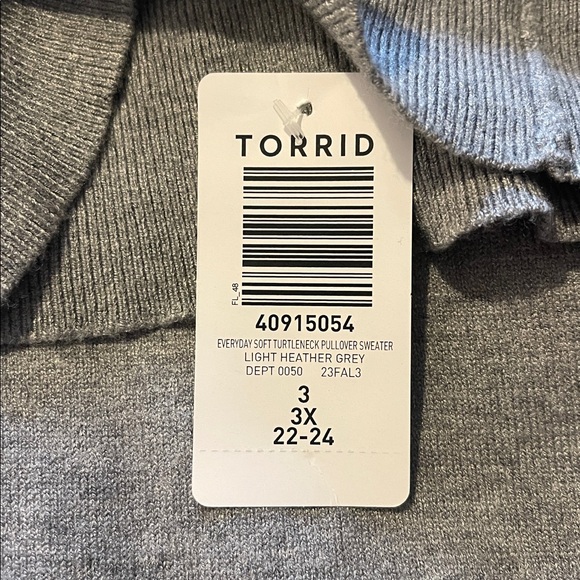 TORRID
FL_48
40915054
EVERYDAY SOFT TURTLENECK PULLOVER SWEATER
LIGHT HEATHER GREY
DEPT 0050 23FAL3
3
3X
22-24